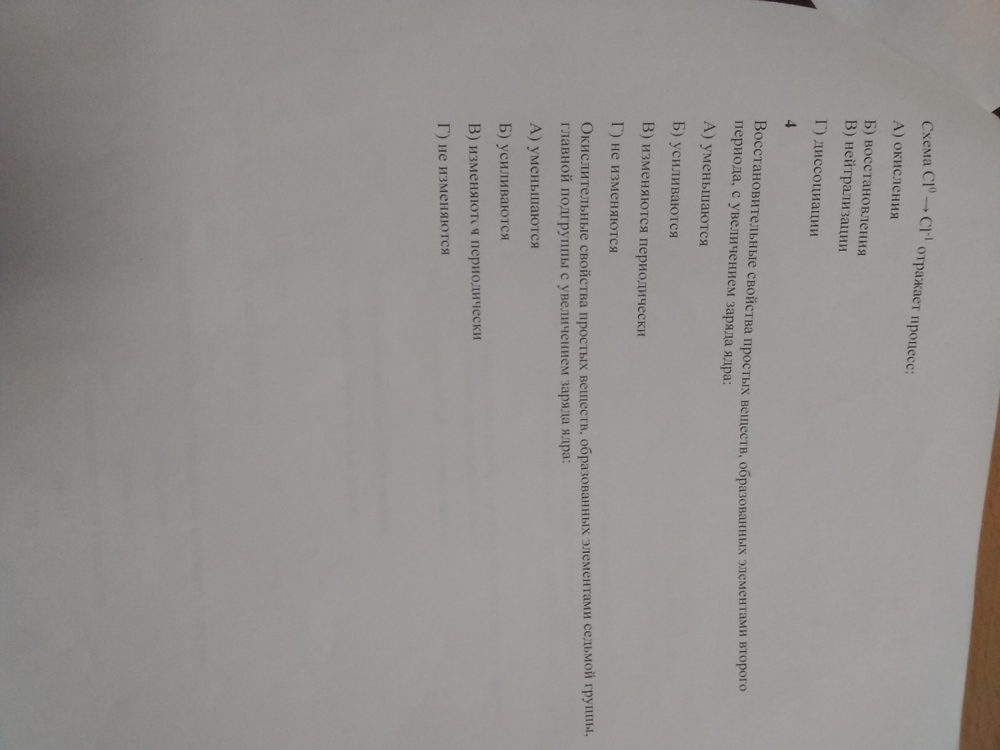 Схема Cl⁰ → Cl⁻¹ отражает процесс:
А) окисления
Б) восстановления
В) нейтрализации
Г) диссоциации
4
Восстановительные свойства простых веществ, образованных элементами второго
периода, с увеличением заряда ядра:
А) уменьшаются
Б) усиливаются
В) изменяются периодически
Г) не изменяются
Окислительные свойства простых веществ, образованных элементами седьмой группы,
главной подгруппы с увеличением заряда ядра:
А) уменьшаются
Б) усиливаются
В) изменяются периодически
Г) не изменяются